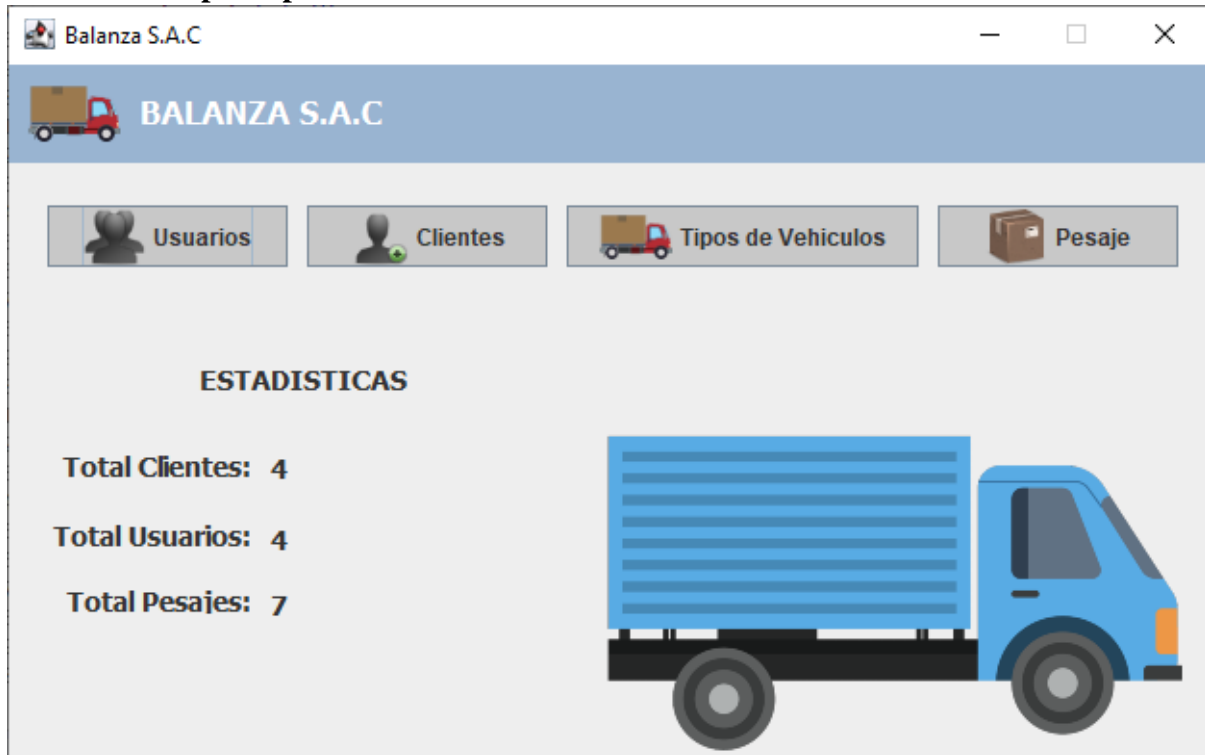 Balanza S.A.C
BALANZA S.A.C
Usuarios
Clientes
Tipos de Vehiculos
Pesaje
ESTADISTICAS
Total Clientes: 4
Total Usuarios: 4
Total Pesajes: 7